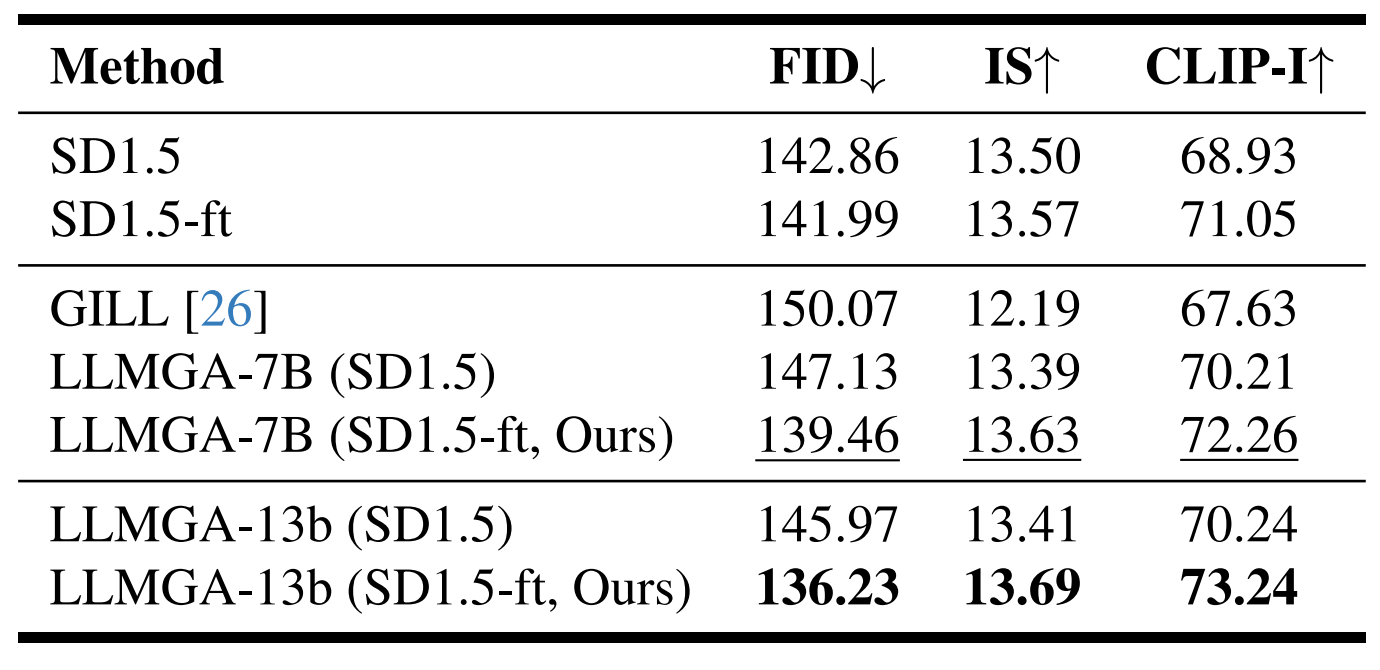 Method FID↓ IS↑ CLIP-I↑
SD1.5 142.86 13.50 68.93
SD1.5-ft 141.99 13.57 71.05
GILL [26] 150.07 12.19 67.63
LLMGA-7B (SD1.5) 147.13 13.39 70.21
LLMGA-7B (SD1.5-ft, Ours) 139.46 13.63 72.26
LLMGA-13b (SD1.5) 145.97 13.41 70.24
LLMGA-13b (SD1.5-ft, Ours) 136.23 13.69 73.24